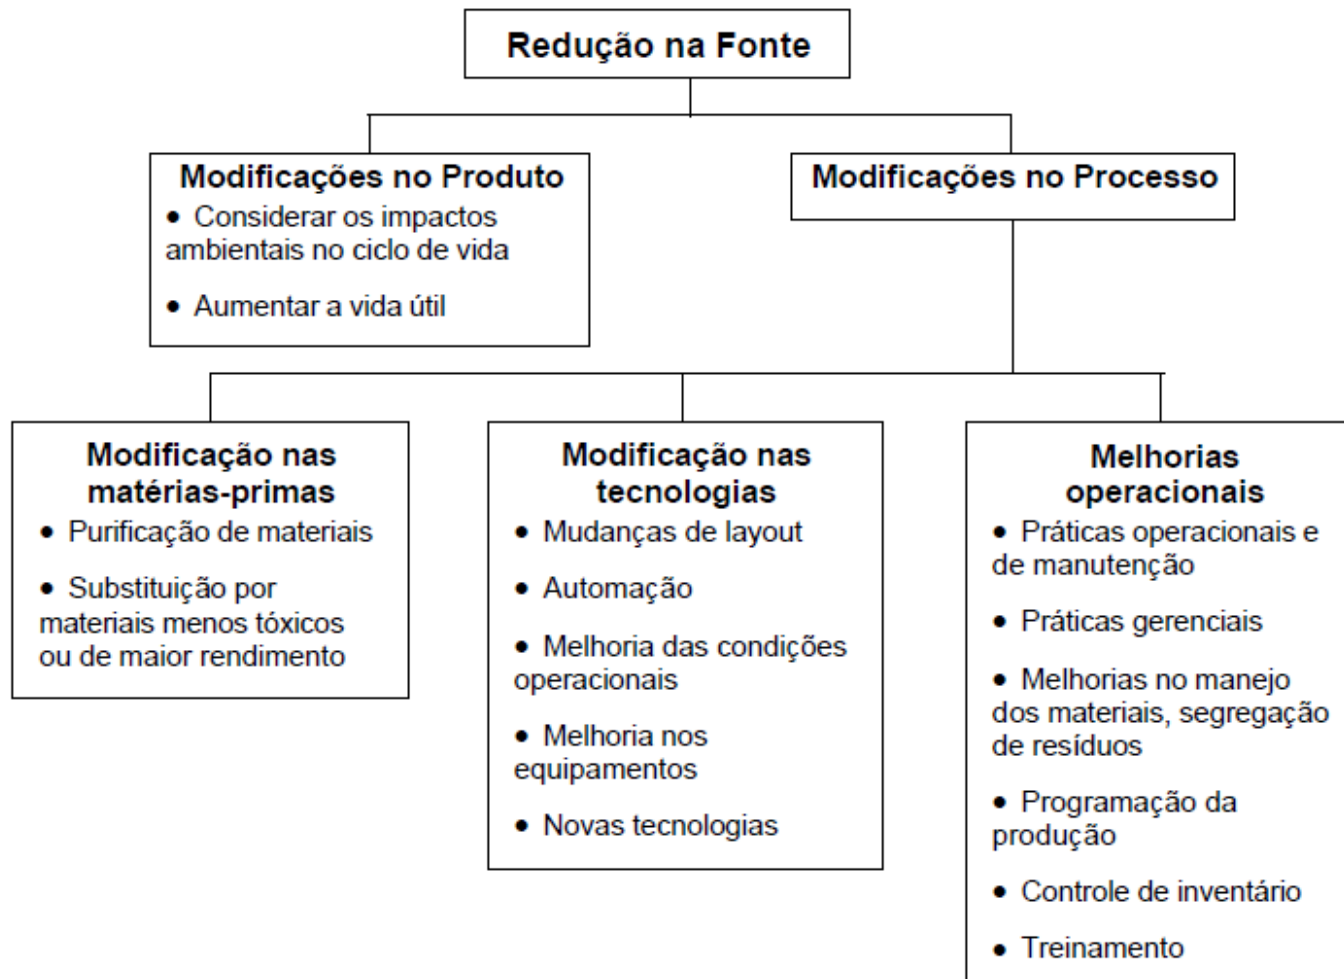 Redução na Fonte
Modificações no Produto
• Considerar os impactos
ambientais no ciclo de vida
• Aumentar a vida útil
Modificações no Processo
Modificação nas
matérias-primas
• Purificação de materiais
• Substituição por
materiais menos tóxicos
ou de maior rendimento
Modificação nas
tecnologias
• Mudanças de layout
• Automação
• Melhoria das condições
operacionais
• Melhoria nos
equipamentos
• Novas tecnologias
Melhorias
operacionais
• Práticas operacionais e
de manutenção
• Práticas gerenciais
• Melhorias no manejo
dos materiais, segregação
de resíduos
• Programação da
produção
• Controle de inventário
• Treinamento